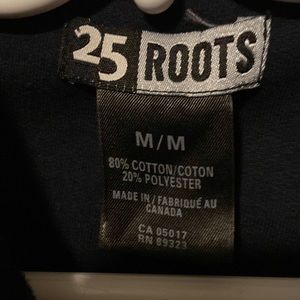 25 ROOTS
M/M
80% COTTON/COTON
20% POLYESTER
MADE IN/FABRIQUÉ AU
CANADA
CA 05017
RN 89323